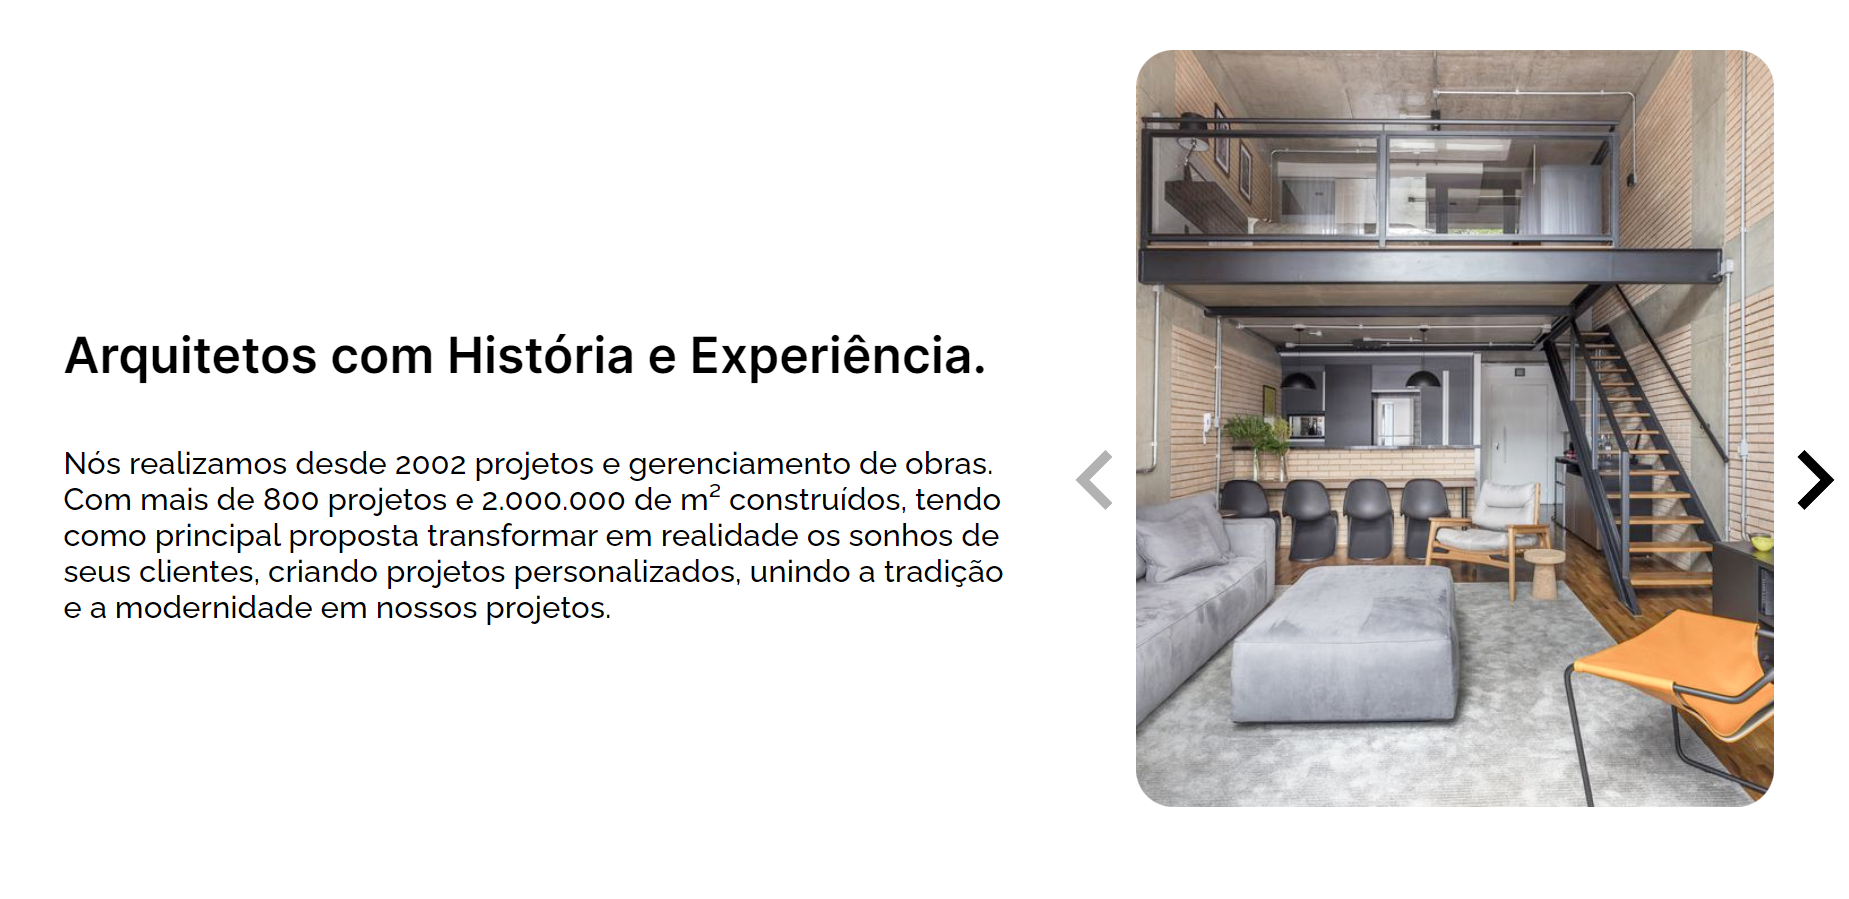 Arquitetos com História e Experiência.
Nós realizamos desde 2002 projetos e gerenciamento de obras.
Com mais de 800 projetos e 2.000.000 de m² construídos, tendo
como principal proposta transformar em realidade os sonhos de
seus clientes, criando projetos personalizados, unindo a tradição
e a modernidade em nossos projetos.